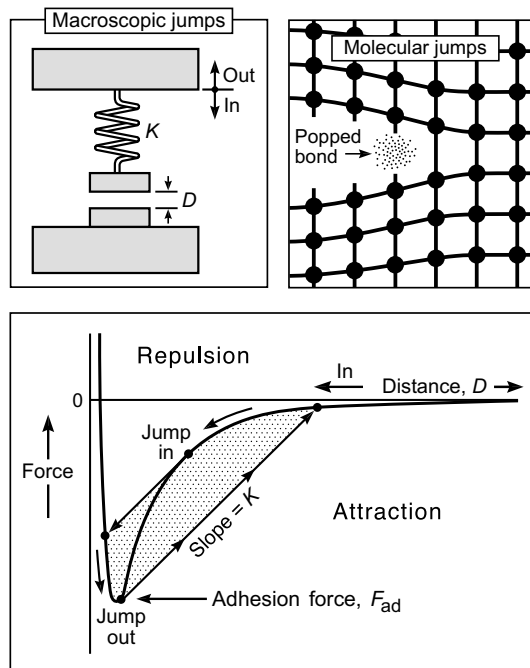 Macroscopic jumps
Out
In
K
D
Molecular jumps
Popped
bond
Repulsion
In
Distance, D
0
Jump
in
Force
Slope = K
Attraction
Adhesion force, Fad
Jump
out